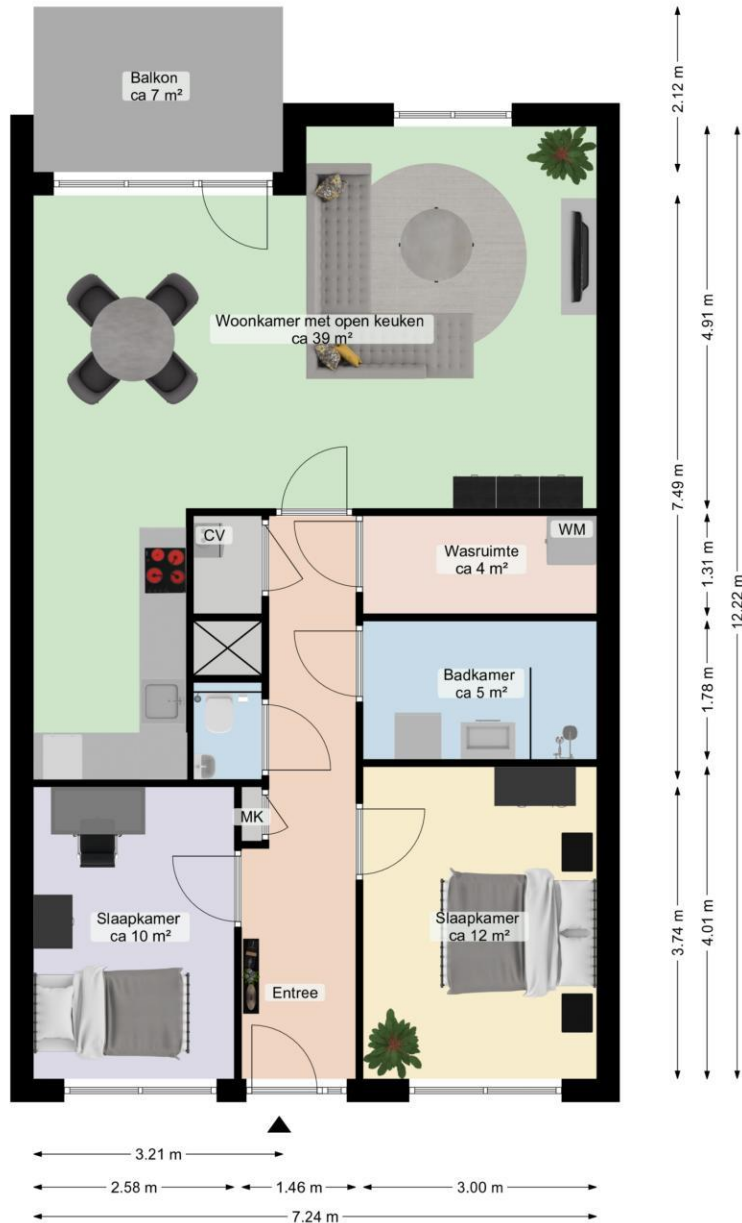 Balkon
ca 7 m²
2.12 m
Woonkamer met open keuken
ca 39 m²
4.91 m
7.49 m
12.22 m
CV
WM
Wasruimte
ca 4 m²
1.31 m
Badkamer
ca 5 m²
1.78 m
MK
Slaapkamer
ca 10 m²
Slaapkamer
ca 12 m²
3.74 m
4.01 m
Entree
3.21 m
2.58 m
1.46 m
3.00 m
7.24 m